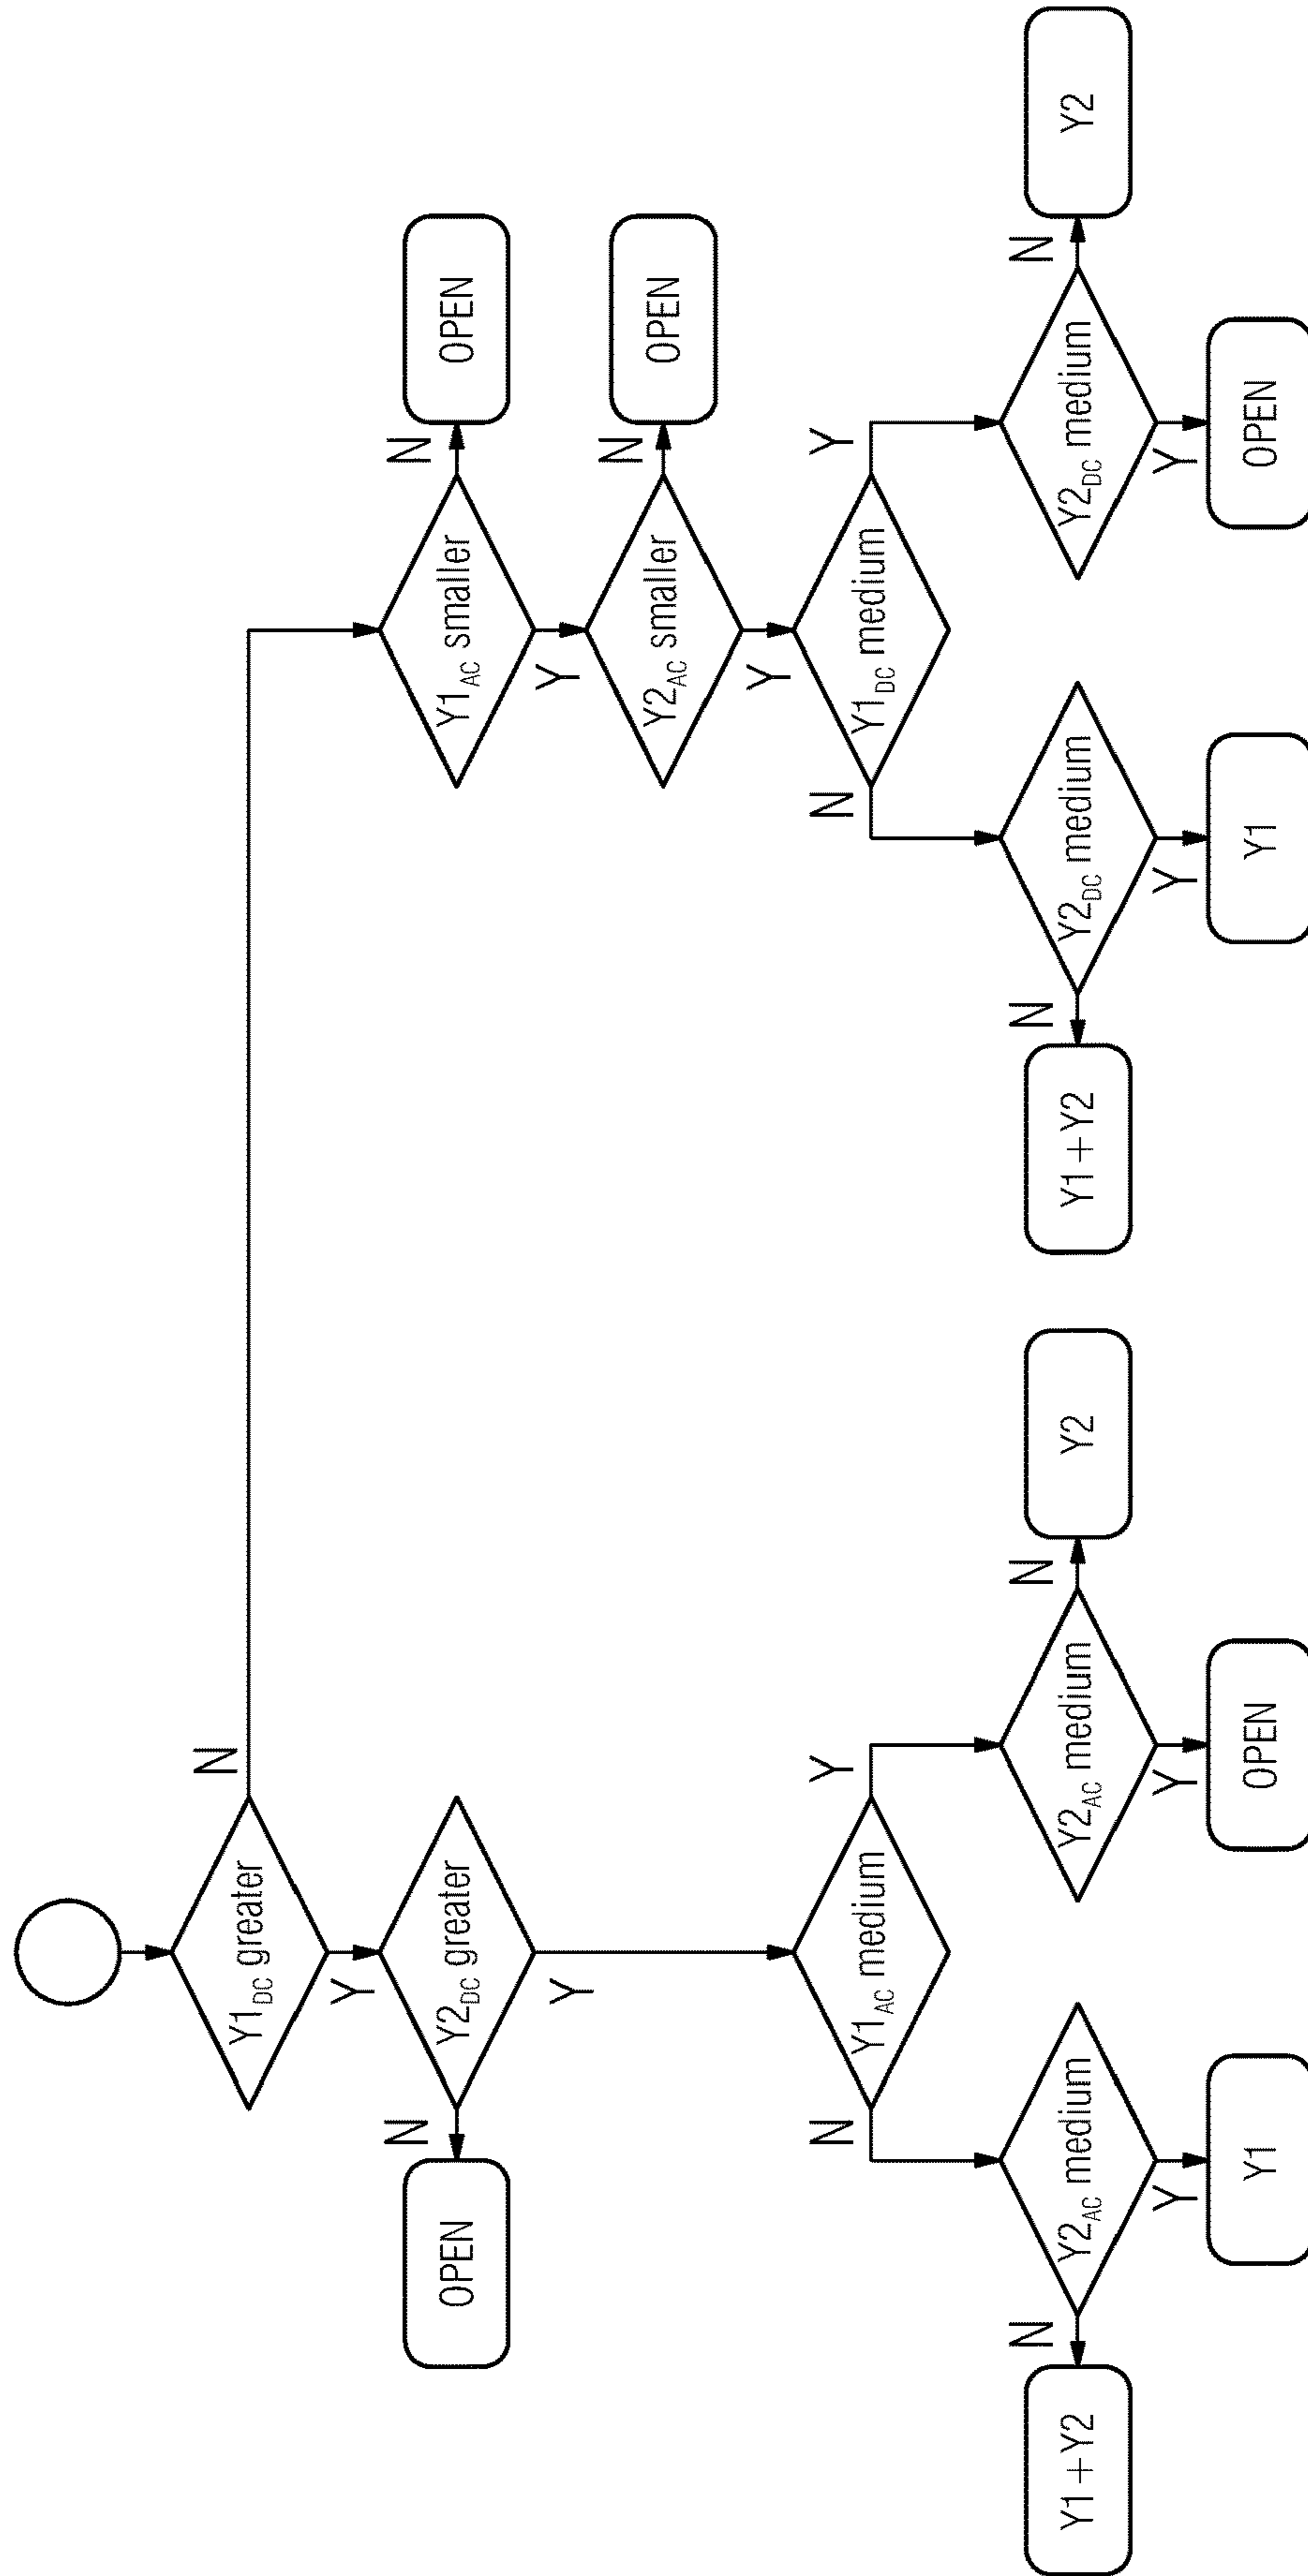 N
Y1DC greater
Y
N
N
OPEN
Y2DC greater
Y1AC smaller
OPEN
Y
Y
N
Y2AC smaller
OPEN
Y
N
Y
N
Y
Y1AC medium
Y1DC medium
N
N
N
N
Y1 + Y2
Y2AC medium
Y2AC medium
Y2
Y1 + Y2
Y2DC medium
Y2DC medium
Y2
Y
Y
Y
Y
Y1
OPEN
Y1
OPEN